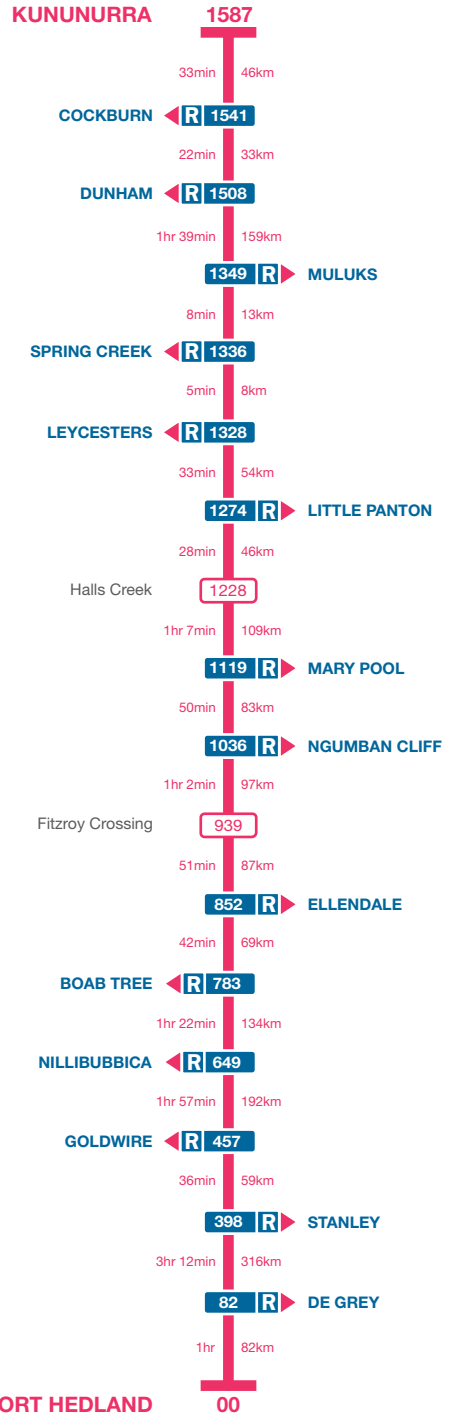 KUNUNURRA 1587
33min 46km
COCKBURN R 1541
22min 33km
DUNHAM R 1508
1hr 39min 159km
1349 R MULUKS
8min 13km
SPRING CREEK R 1336
5min 8km
LEYCESTERS R 1328
33min 54km
1274 R LITTLE PANTON
28min 46km
Halls Creek 1228
1hr 7min 109km
1119 R MARY POOL
50min 83km
1036 R NGUMBAN CLIFF
1hr 2min 97km
Fitzroy Crossing 939
51min 87km
852 R ELLENDALE
42min 69km
BOAB TREE R 783
1hr 22min 134km
NILLIBUBBICA R 649
1hr 57min 192km
GOLDWIRE R 457
36min 59km
398 R STANLEY
3hr 12min 316km
82 R DE GREY
1hr 82km
ORT HEDLAND 00